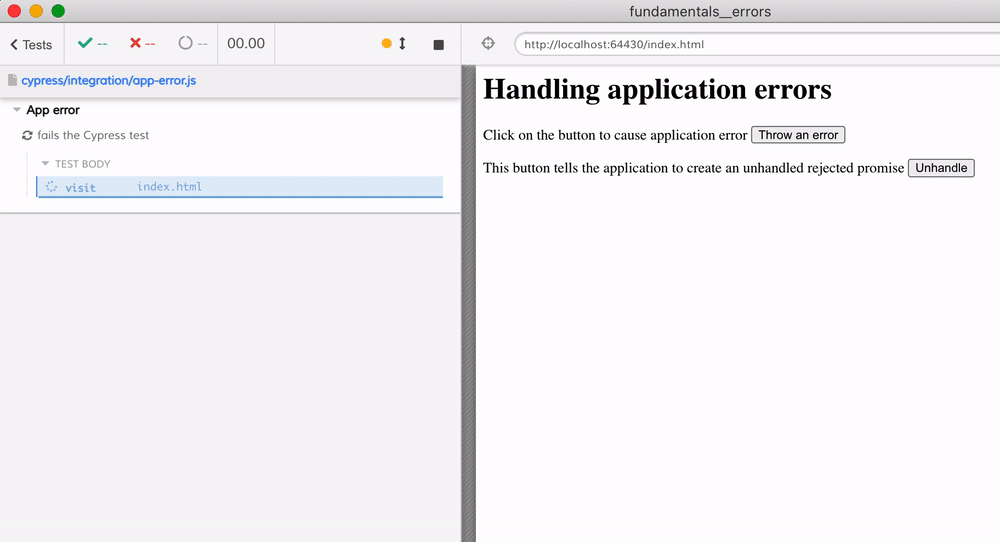 fundamentals__errors
Tests -- -- -- 00.00
http://localhost:64430/index.html
cypress/integration/app-error.js
App error
fails the Cypress test
TEST BODY
visit index.html
Handling application errors
Click on the button to cause application error Throw an error
This button tells the application to create an unhandled rejected promise Unhandle